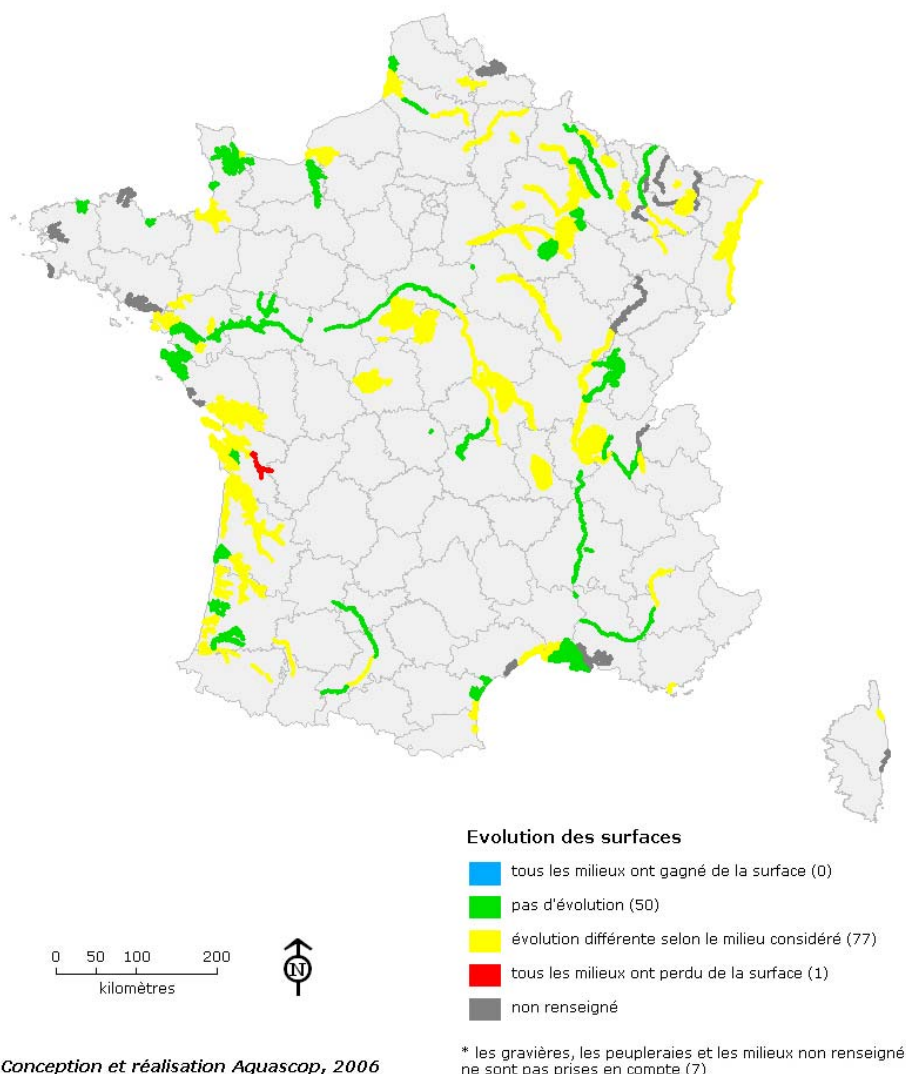 Evolution des surfaces
tous les milieux ont gagné de la surface (0)
pas d'évolution (50)
évolution différente selon le milieu considéré (77)
tous les milieux ont perdu de la surface (1)
non renseigné
0 50 100 200
kilomètres
N
* les gravières, les peupleraies et les milieux non renseigné
ne sont pas prises en compte (7)
Conception et réalisation Aquascop, 2006